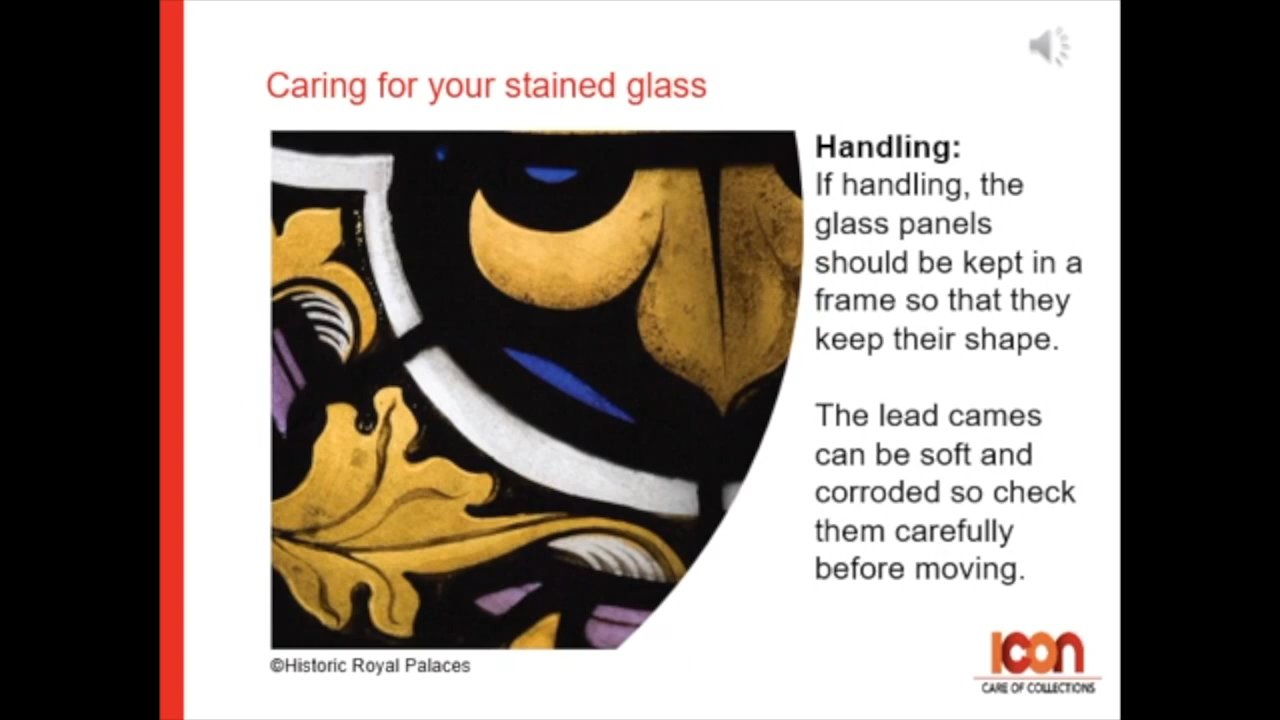 Caring for your stained glass
Handling:
If handling, the
glass panels
should be kept in a
frame so that they
keep their shape.
The lead cames
can be soft and
corroded so check
them carefully
before moving.
©Historic Royal Palaces
Icon
CARE OF COLLECTIONS